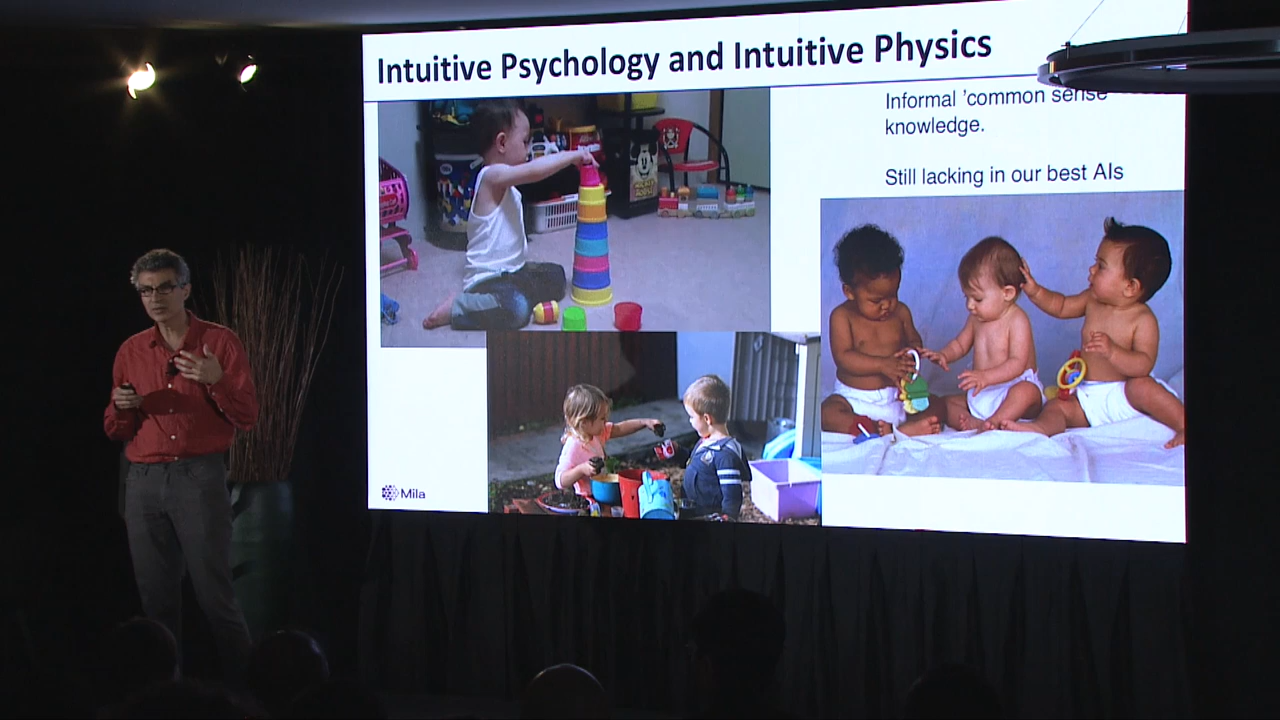 Intuitive Psychology and Intuitive Physics
Informal 'common sense'
knowledge.
Still lacking in our best AIs
Mila